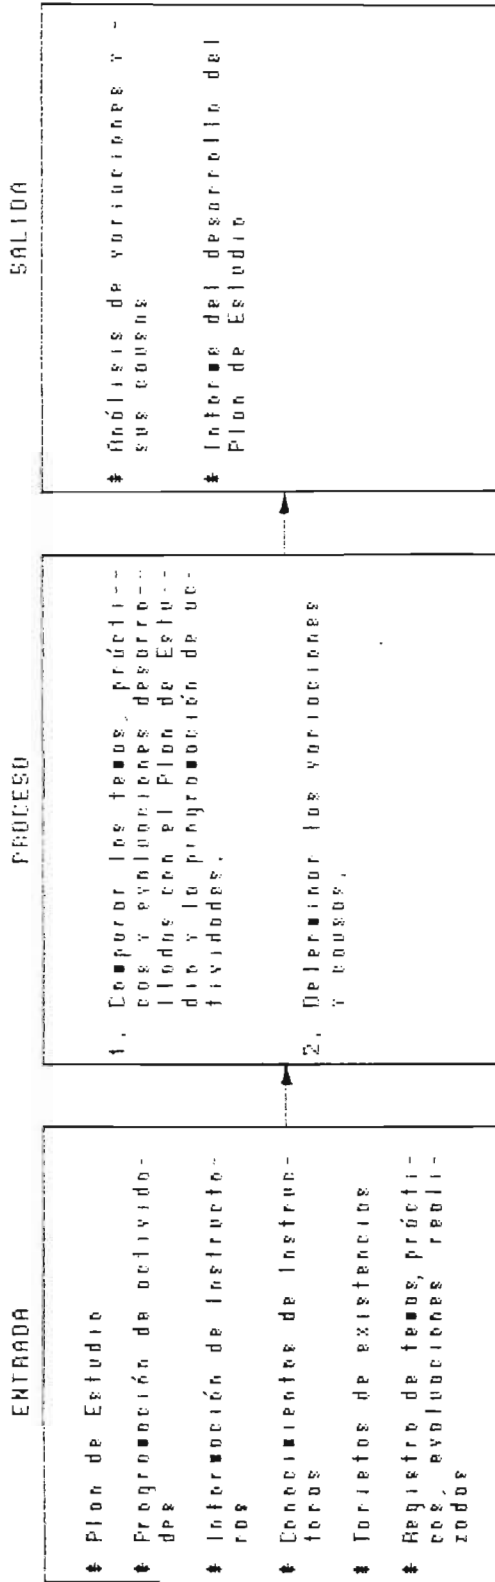 ENTRADA
* Plan de Estudio
* Programación de activida-
des
* Información de Instructo-
ras
* Conocimientos de Instruc-
toras
* Tarjetas de existencias
* Registro de temas, prácti-
cas, evaluaciones reali-
zadas
PROCESO
1. Comparar los temas, prácti--
cas y evaluaciones desarro--
lladas con el Plan de Estu--
dio y la programación de ac-
tividades.
2. Determinar las variaciones
y causas.
SALIDA
* Análisis de variaciones y -
sus causas
* Informe del desarrollo del
Plan de Estudio